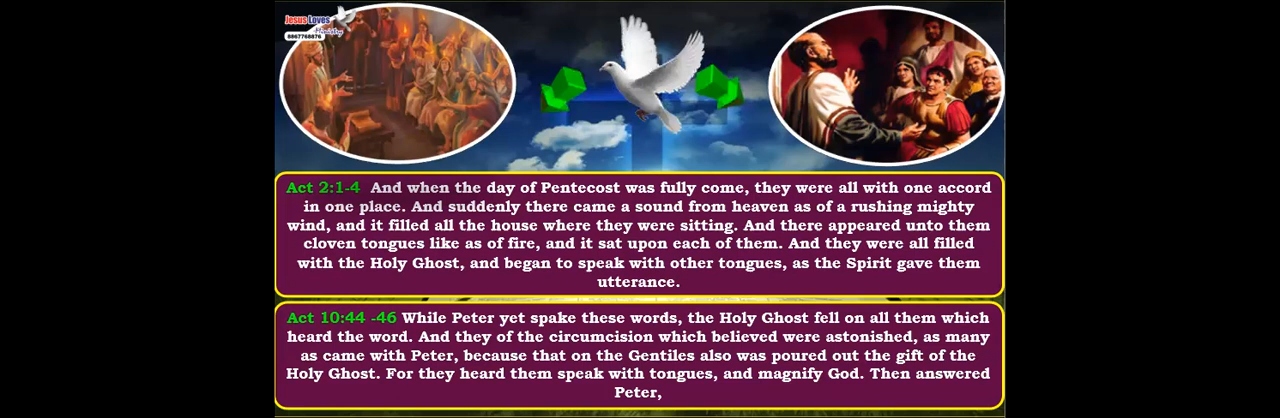 Jesus Loves
Ministry
8867768876
Act 2:1-4 And when the day of Pentecost was fully come, they were all with one accord
in one place. And suddenly there came a sound from heaven as of a rushing mighty
wind, and it filled all the house where they were sitting. And there appeared unto them
cloven tongues like as of fire, and it sat upon each of them. And they were all filled
with the Holy Ghost, and began to speak with other tongues, as the Spirit gave them
utterance.
Act 10:44 -46 While Peter yet spake these words, the Holy Ghost fell on all them which
heard the word. And they of the circumcision which believed were astonished, as many
as came with Peter, because that on the Gentiles also was poured out the gift of the
Holy Ghost. For they heard them speak with tongues, and magnify God. Then answered
Peter,